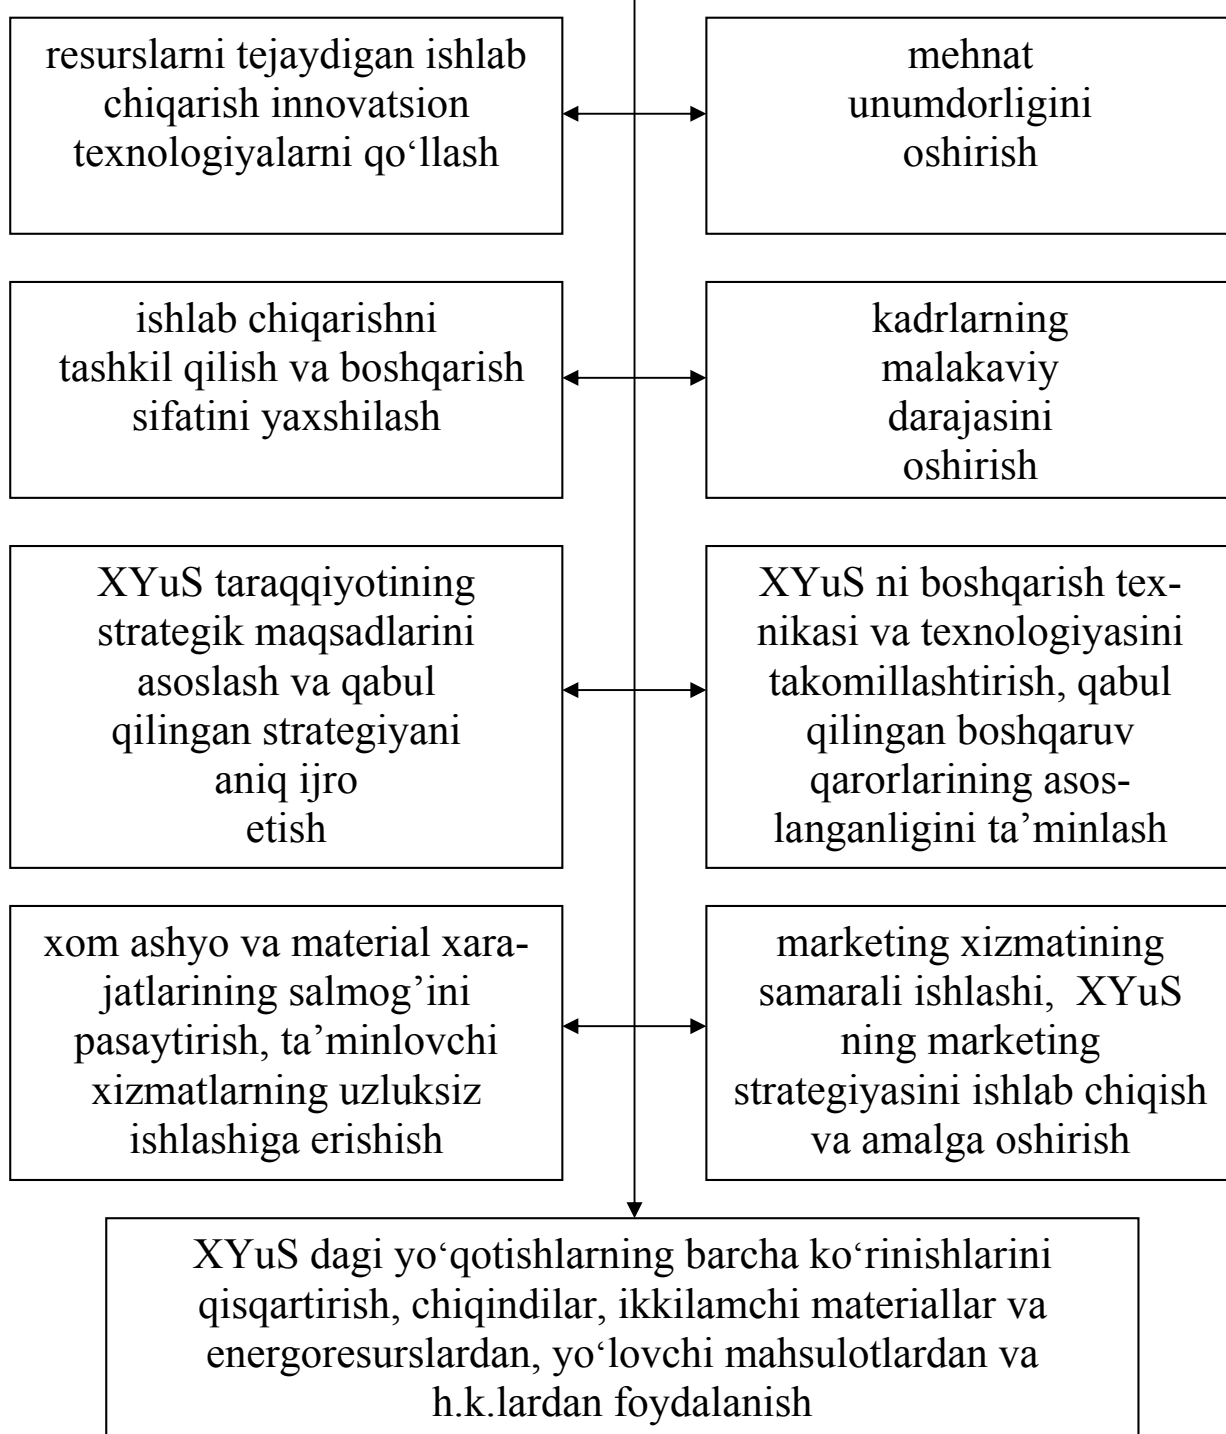 resurslarni tejaydigan ishlab
chiqarish innovatsion
texnologiyalarni qo‘llash
mehnat
unumdorligini
oshirish
ishlab chiqarishni
tashkil qilish va boshqarish
sifatini yaxshilash
kadrlarning
malakaviy
darajasini
oshirish
XYuS taraqqiyotining
strategik maqsadlarini
asoslash va qabul
qilingan strategiyani
aniq ijro
etish
XYuS ni boshqarish tex-
nikasi va texnologiyasini
takomillashtirish, qabul
qilingan boshqaruv
qarorlarining asos-
langanligini ta’minlash
xom ashyo va material xara-
jatlarining salmog’ini
pasaytirish, ta’minlovchi
xizmatlarning uzluksiz
ishlashiga erishish
marketing xizmatining
samarali ishlashi,  XYuS
ning marketing
strategiyasini ishlab chiqish
va amalga oshirish
XYuS dagi yo‘qotishlarning barcha ko‘rinishlarini
qisqartirish, chiqindilar, ikkilamchi materiallar va
energoresurslardan, yo‘lovchi mahsulotlardan va
h.k.lardan foydalanish